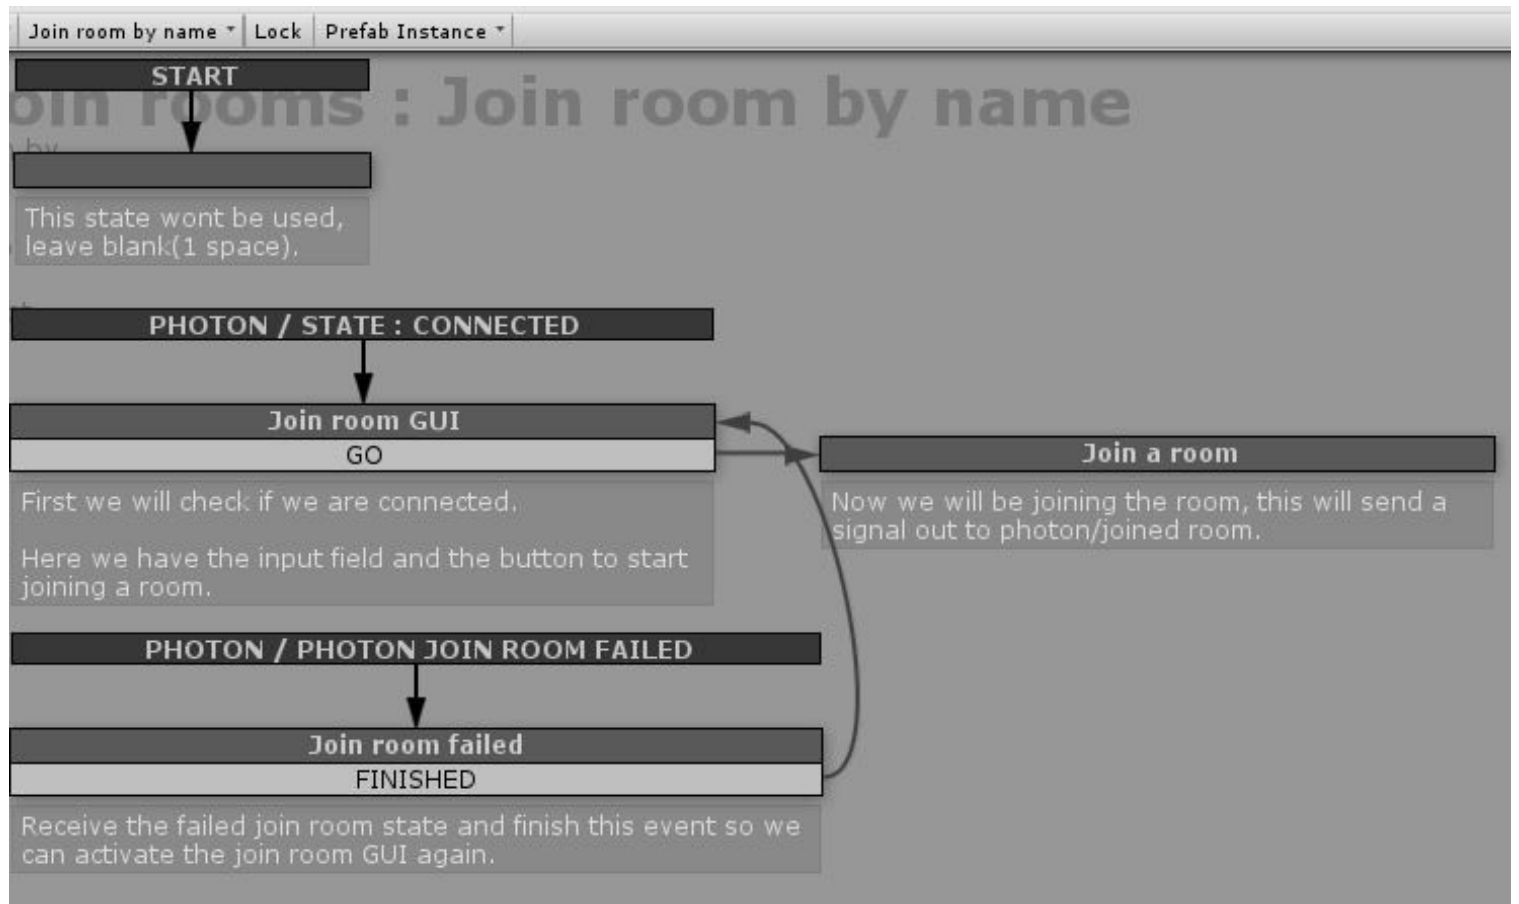 Join room by name Lock Prefab Instance
START
oin rooms : Join room by name
by
This state wont be used,
leave blank(1 space).
PHOTON / STATE : CONNECTED
Join room GUI
GO
First we will check if we are connected.
Here we have the input field and the button to start
joining a room.
Join a room
Now we will be joining the room, this will send a
signal out to photon/joined room.
PHOTON / PHOTON JOIN ROOM FAILED
Join room failed
FINISHED
Receive the failed join room state and finish this event so we
can activate the join room GUI again.